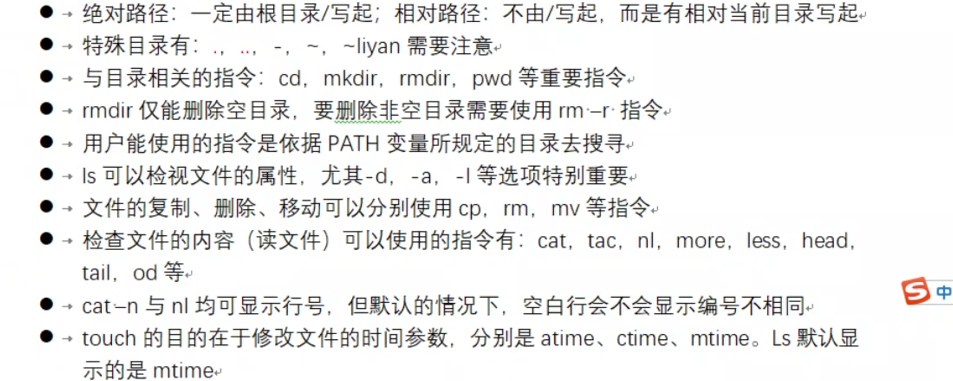 ● 绝对路径：一定由根目录/写起；相对路径：不由/写起，而是有相对当前目录写起
● 特殊目录有：.，..，-，~，~liyan 需要注意
● 与目录相关的指令：cd，mkdir，rmdir，pwd 等重要指令
● rmdir 仅能删除空目录，要删除非空目录需要使用 rm –r 指令
● 用户能使用的指令是依据 PATH 变量所规定的目录去搜寻
● ls 可以检视文件的属性，尤其-d，-a，-l 等选项特别重要
● 文件的复制、删除、移动可以分别使用 cp，rm，mv 等指令
● 检查文件的内容（读文件）可以使用的指令有：cat，tac，nl，more，less，head，
tail，od 等
● cat –n 与 nl 均可显示行号，但默认的情况下，空白行会不会显示编号不相同
● touch 的目的在于修改文件的时间参数，分别是 atime、ctime、mtime。Ls 默认显
示的是 mtime
S 中